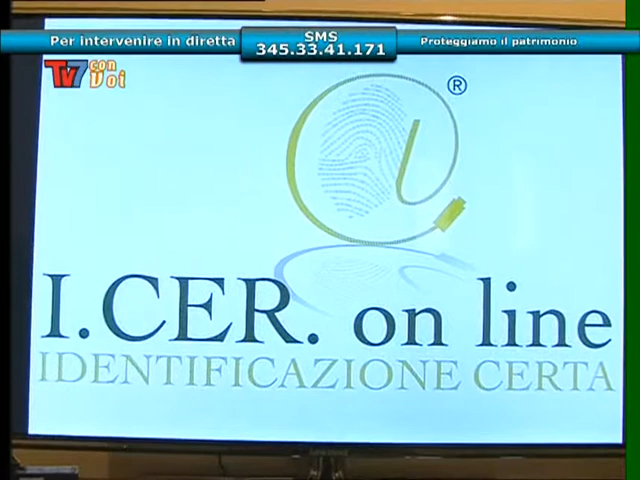 Per intervenire in diretta
SMS
345.33.41.171
Proteggiamo il patrimonio
TV7 con Voi
®
I.CER. on line
IDENTIFICAZIONE CERTA